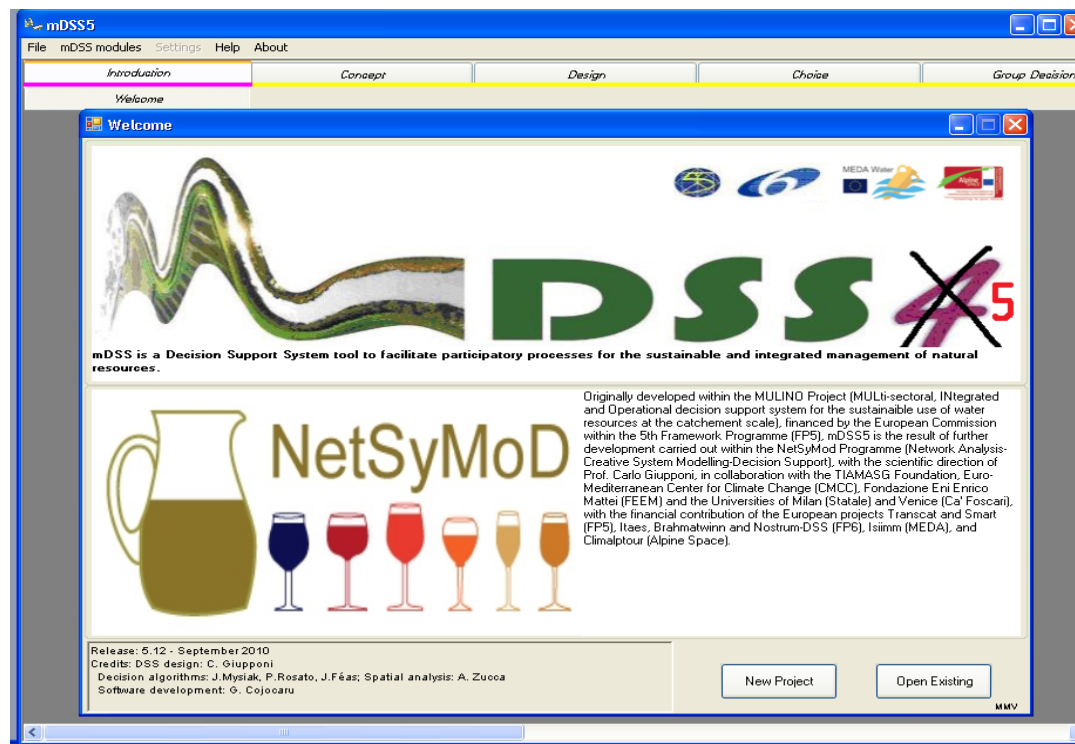 mDSS5
File mDSS modules Settings Help About
Introduction Concept Design Choice Group Decision
Welcome
Welcome
MEDA Water
Alpine
DSS 4 5
mDSS is a Decision Support System tool to facilitate participatory processes for the sustainable and integrated management of natural
resources.
NetSyMoD
Originally developed within the MULINO Project (MULti-sectoral, INtegrated
and Operational decision support system for the sustainaible use of water
resources at the catchement scale), financed by the European Commission
within the 5th Framework Programme (FP5), mDSS5 is the result of further
development carried out within the NetSyMod Programme (Network Analysis-
Creative System Modelling-Decision Support), with the scientific direction of
Prof. Carlo Giupponi, in collaboration with the TIAMASG Foundation, Euro-
Mediterranean Center for Climate Change (CMCC), Fondazione Eni Enrico
Mattei (FEEM) and the Universities of Milan (Statale) and Venice (Ca' Foscari),
with the financial contribution of the European projects Transcat and Smart
(FP5), Itaes, Brahmatwinn and Nostrum-DSS (FP6), Isiimm (MEDA), and
Climalptour (Alpine Space).
Release: 5.12 - September 2010
Credits: DSS design: C. Giupponi
Decision algorithms: J.Mysiak, P.Rosato, J.Féas; Spatial analysis: A. Zucca
Software development: G. Cojocaru
New Project Open Existing
MMV